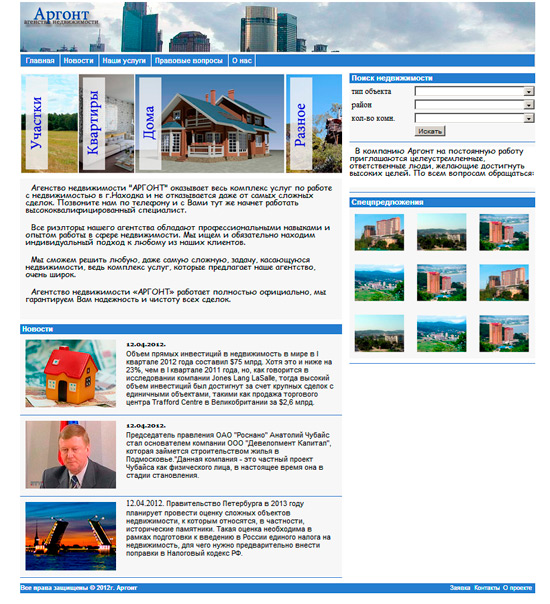 Аргонт
агенство недвижимости
Главная Новости Наши услуги Правовые вопросы О нас
Участки
Квартиры
Дома
Разное
Поиск недвижимости
тип объекта
район
кол-во комн.
Искать
В компанию Аргонт на постоянную работу
приглашаются целеустремленные,
ответственные люди, желающие достигнуть
высоких целей. По всем вопросам обращаться:
Спецпредложения
Агенство недвижимости "АРГОНТ" оказывает весь комплекс услуг по работе
с недвижимостью в г.Находка и не отказывается даже от самых сложных
сделок. Позвоните нам по телефону и с Вами тут же начнет работать
высококвалифицированный специалист.
Все риэлторы нашего агентства обладают профессиональными навыками и
опытом работы в сфере недвижимости. Мы ищем и обязательно находим
индивидуальный подход к любому из наших клиентов.
Мы сможем решить любую, даже самую сложную, задачу, касающуюся
недвижимости, ведь комплекс услуг, которые предлагает наше агентство,
очень широк.
Агентство недвижимости «АРГОНТ» работает полностью официально, мы
гарантируем Вам надежность и чистоту всех сделок.
Новости
12.04.2012.
Объем прямых инвестиций в недвижимость в мире в I
квартале 2012 года составил $75 млрд. Хотя это и ниже на
23%, чем в I квартале 2011 года, но, как говорится в
исследовании компании Jones Lang LaSalle, тогда высокий
объем инвестиций был достигнут за счет крупных сделок с
единичными объектами, такими как продажа торгового
центра Trafford Centre в Великобритании за $2,6 млрд.
12.04.2012.
Председатель правления ОАО "Роснано" Анатолий Чубайс
стал основателем компании ООО "Девелопмент Капитал",
которая займется строительством жилья в
Подмосковье."Данная компания - это частный проект
Чубайса как физического лица, в настоящее время она в
стадии становления.
12.04.2012. Правительство Петербурга в 2013 году
планирует провести оценку сложных объектов
недвижимости, к которым относятся, в частности,
исторические памятники. Такая оценка необходима в
рамках подготовки к введению в России единого налога на
недвижимость, для чего нужно предварительно внести
поправки в Налоговый кодекс РФ.
Все права защищены © 2012г. Аргонт
Заявка Контакты О проекте